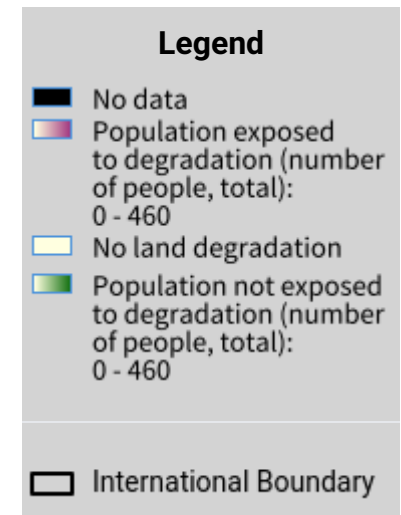 Legend
No data
Population exposed
to degradation (number
of people, total):
0 - 460
No land degradation
Population not exposed
to degradation (number
of people, total):
0 - 460
International Boundary